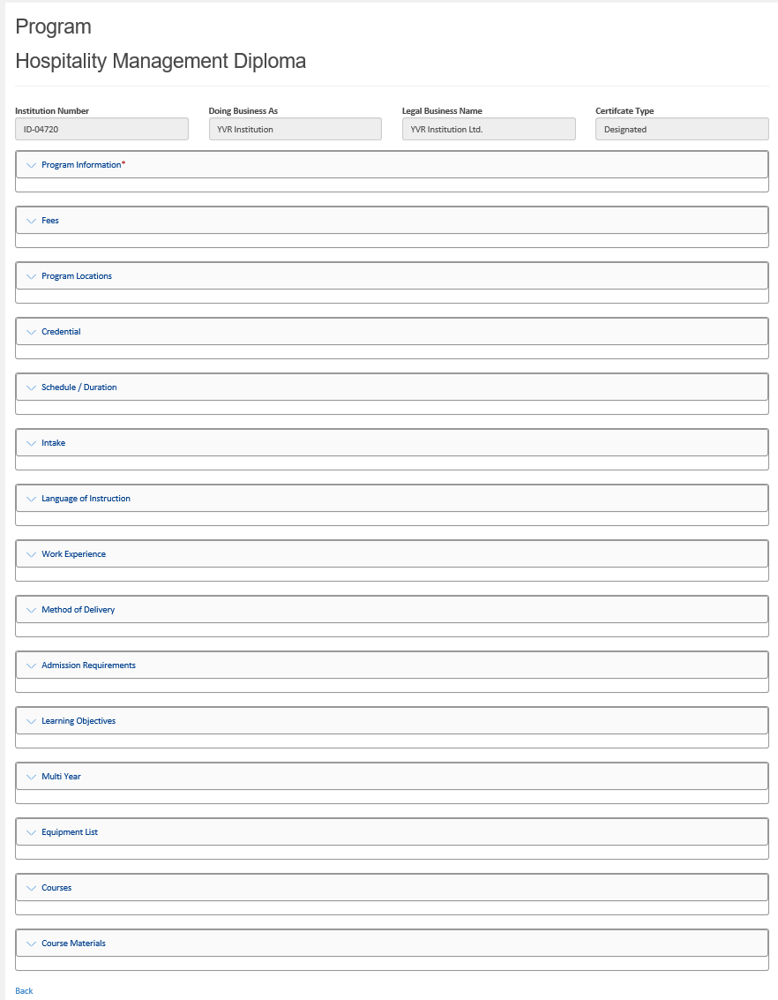 Program
Hospitality Management Diploma
Institution Number Doing Business As Legal Business Name Certifcate Type
ID-04720 YVR Institution YVR Institution Ltd. Designated
Program Information*
Fees
Program Locations
Credential
Schedule / Duration
Intake
Language of Instruction
Work Experience
Method of Delivery
Admission Requirements
Learning Objectives
Multi Year
Equipment List
Courses
Course Materials
Back